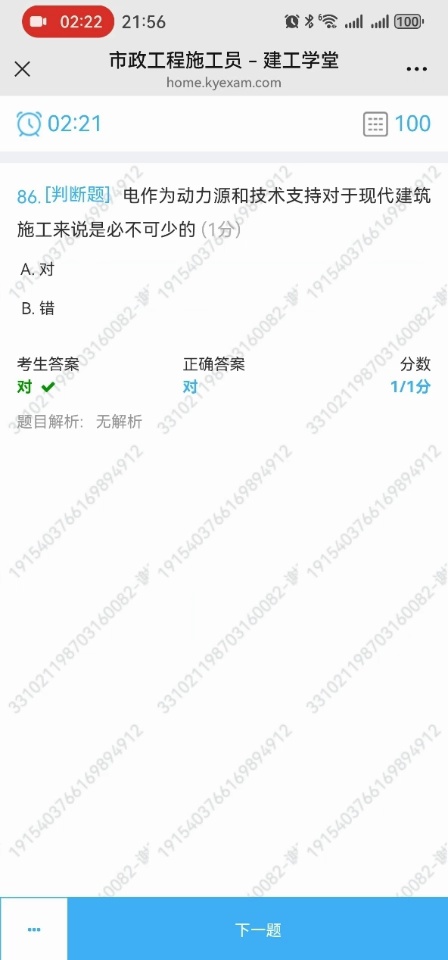 02:22 21:56 6 100
市政工程施工员 – 建工学堂
home.kyexam.com
02:21 100
86. [判断题] 电作为动力源和技术支持对于现代建筑
施工来说是必不可少的 (1分)
A. 对
B. 错
考生答案 正确答案 分数
对 对 1/1分
题目解析: 无解析
下一题
1915403766169894912
331021198703160082